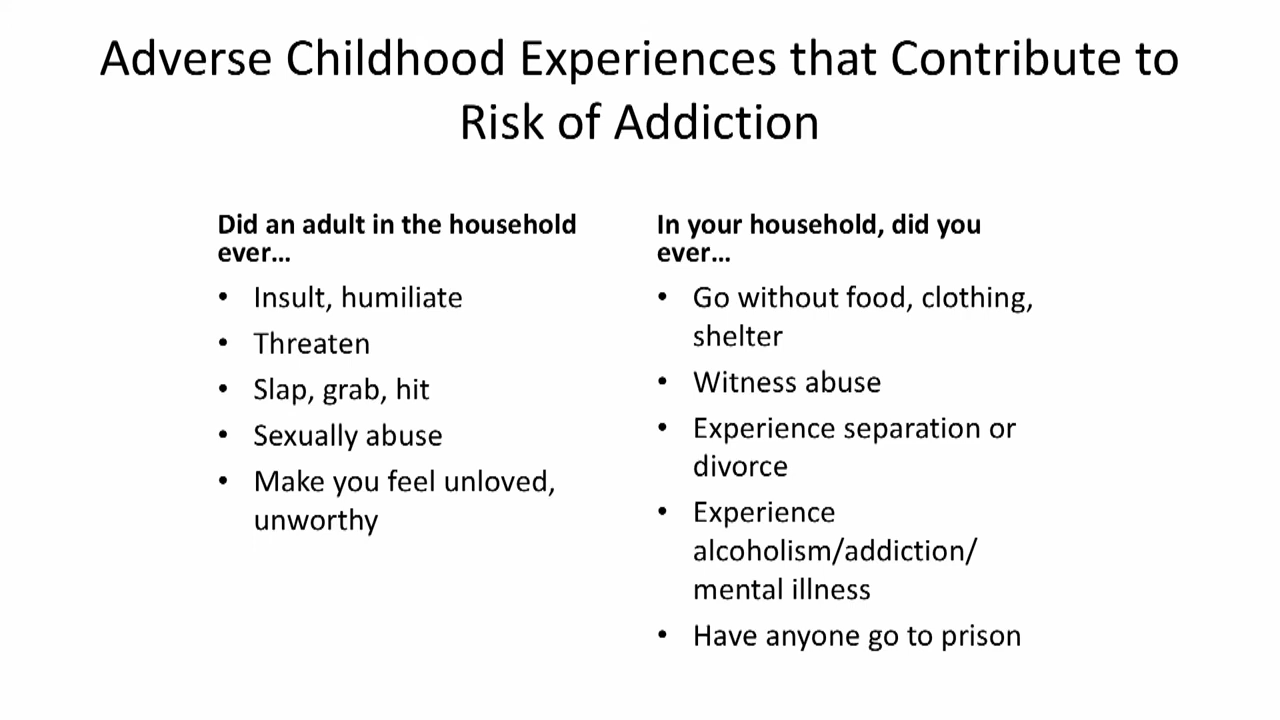 Adverse Childhood Experiences that Contribute to
Risk of Addiction
Did an adult in the household
ever...
• Insult, humiliate
• Threaten
• Slap, grab, hit
• Sexually abuse
• Make you feel unloved,
unworthy
In your household, did you
ever...
• Go without food, clothing,
shelter
• Witness abuse
• Experience separation or
divorce
• Experience
alcoholism/addiction/
mental illness
• Have anyone go to prison